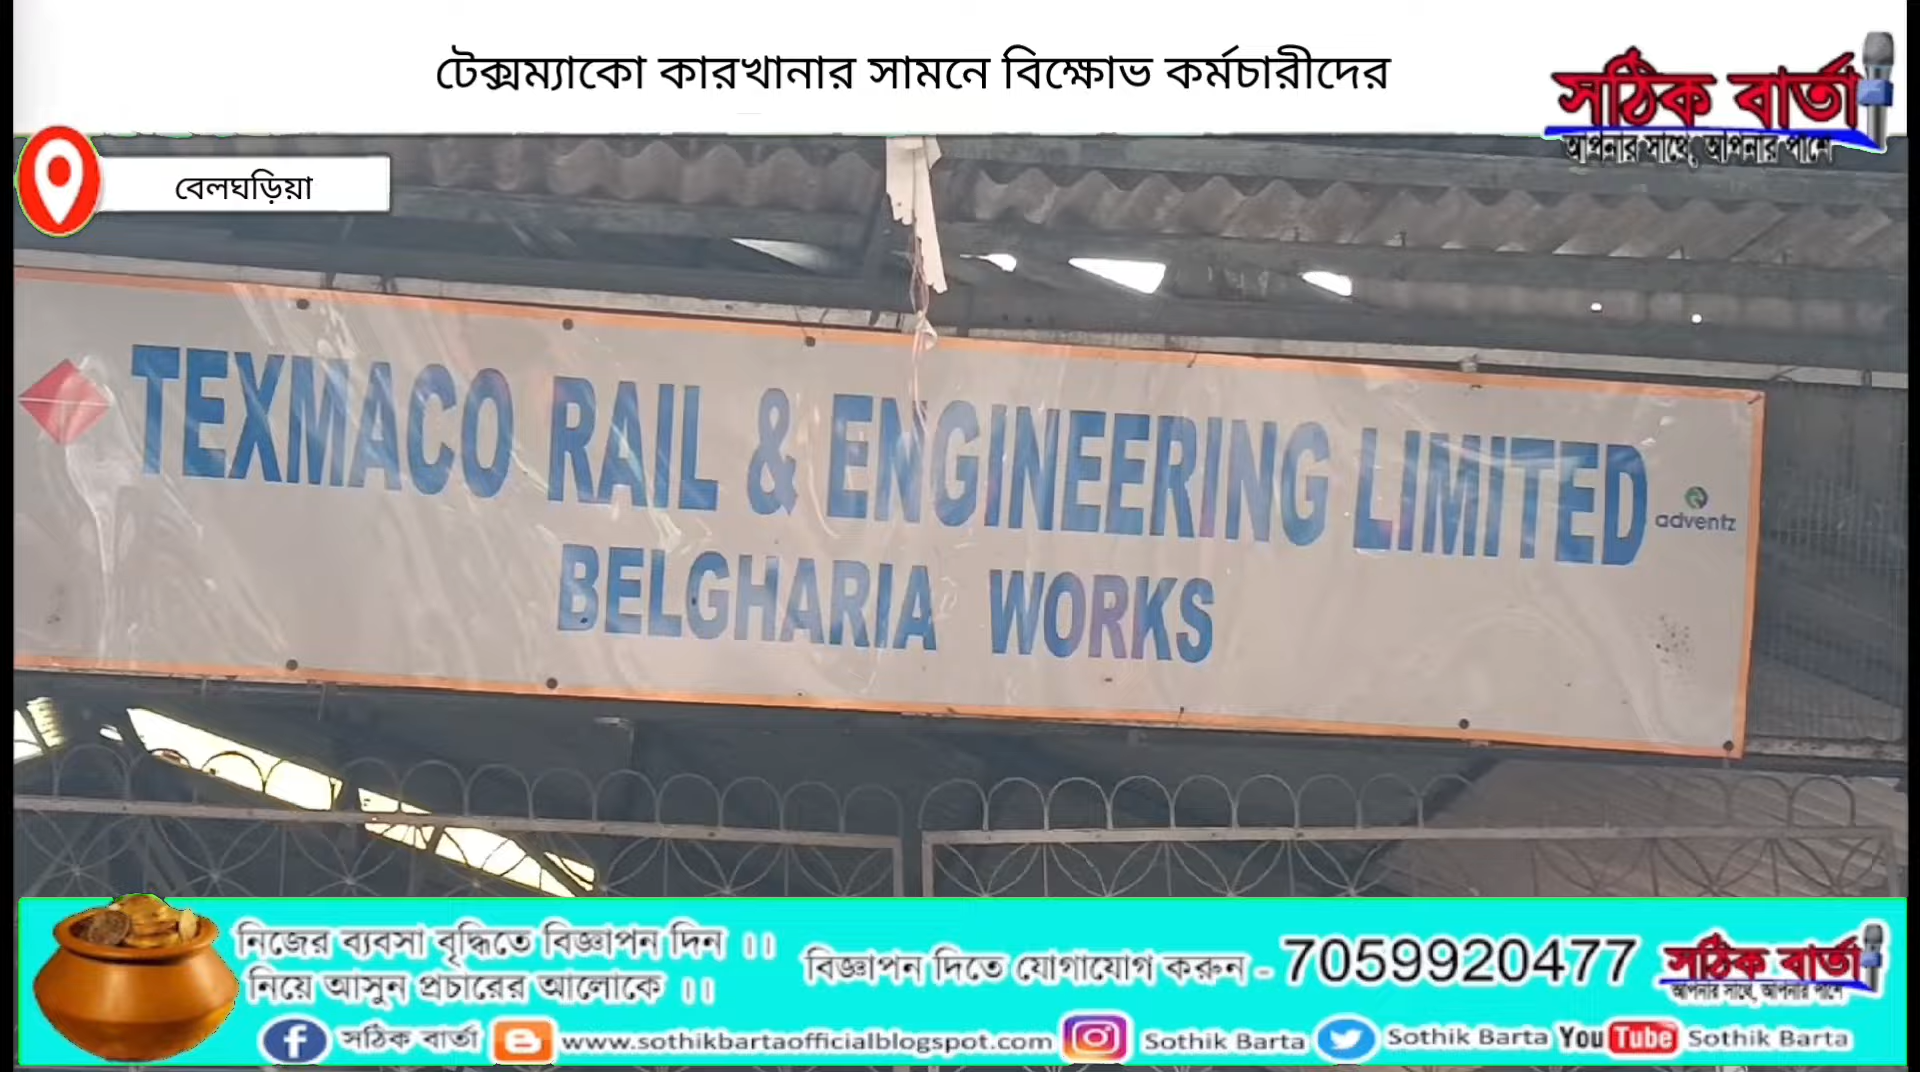 টেক্সম্যাকো কারখানার সামনে বিক্ষোভ কর্মচারীদের
সঠিক বার্তা
আপনার সাথে, আপনার পাশে
বেলঘড়িয়া
TEXMACO RAIL & ENGINEERING LIMITED
adventz
BELGHARIA WORKS
নিজের ব্যবসা বৃদ্ধিতে বিজ্ঞাপন দিন ।।
নিয়ে আসুন প্রচারের আলোকে ।।
বিজ্ঞাপন দিতে যোগাযোগ করুন - 7059920477
সঠিক বার্তা
আপনার সাথে, আপনার পাশে
সঠিক বার্তা www.sothikbartaofficialblogspot.com Sothik Barta Sothik Barta YouTube Sothik Barta